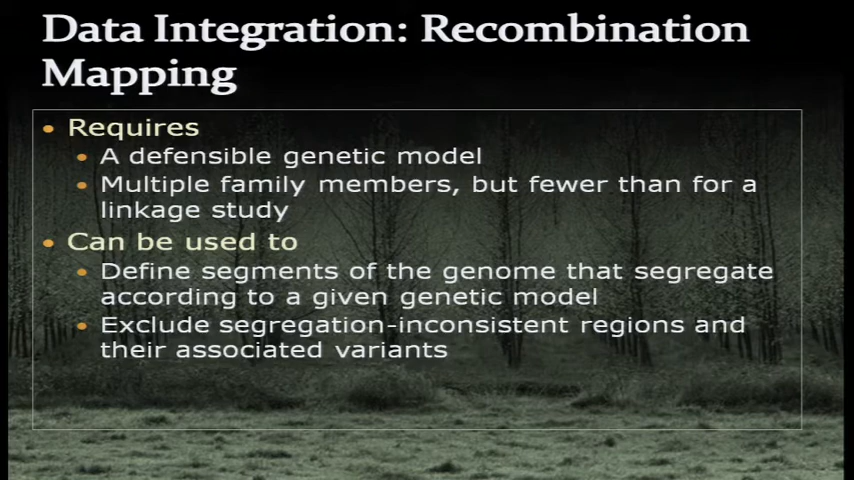 Data Integration: Recombination
Mapping
• Requires
• A defensible genetic model
• Multiple family members, but fewer than for a
linkage study
• Can be used to
• Define segments of the genome that segregate
according to a given genetic model
• Exclude segregation-inconsistent regions and
their associated variants